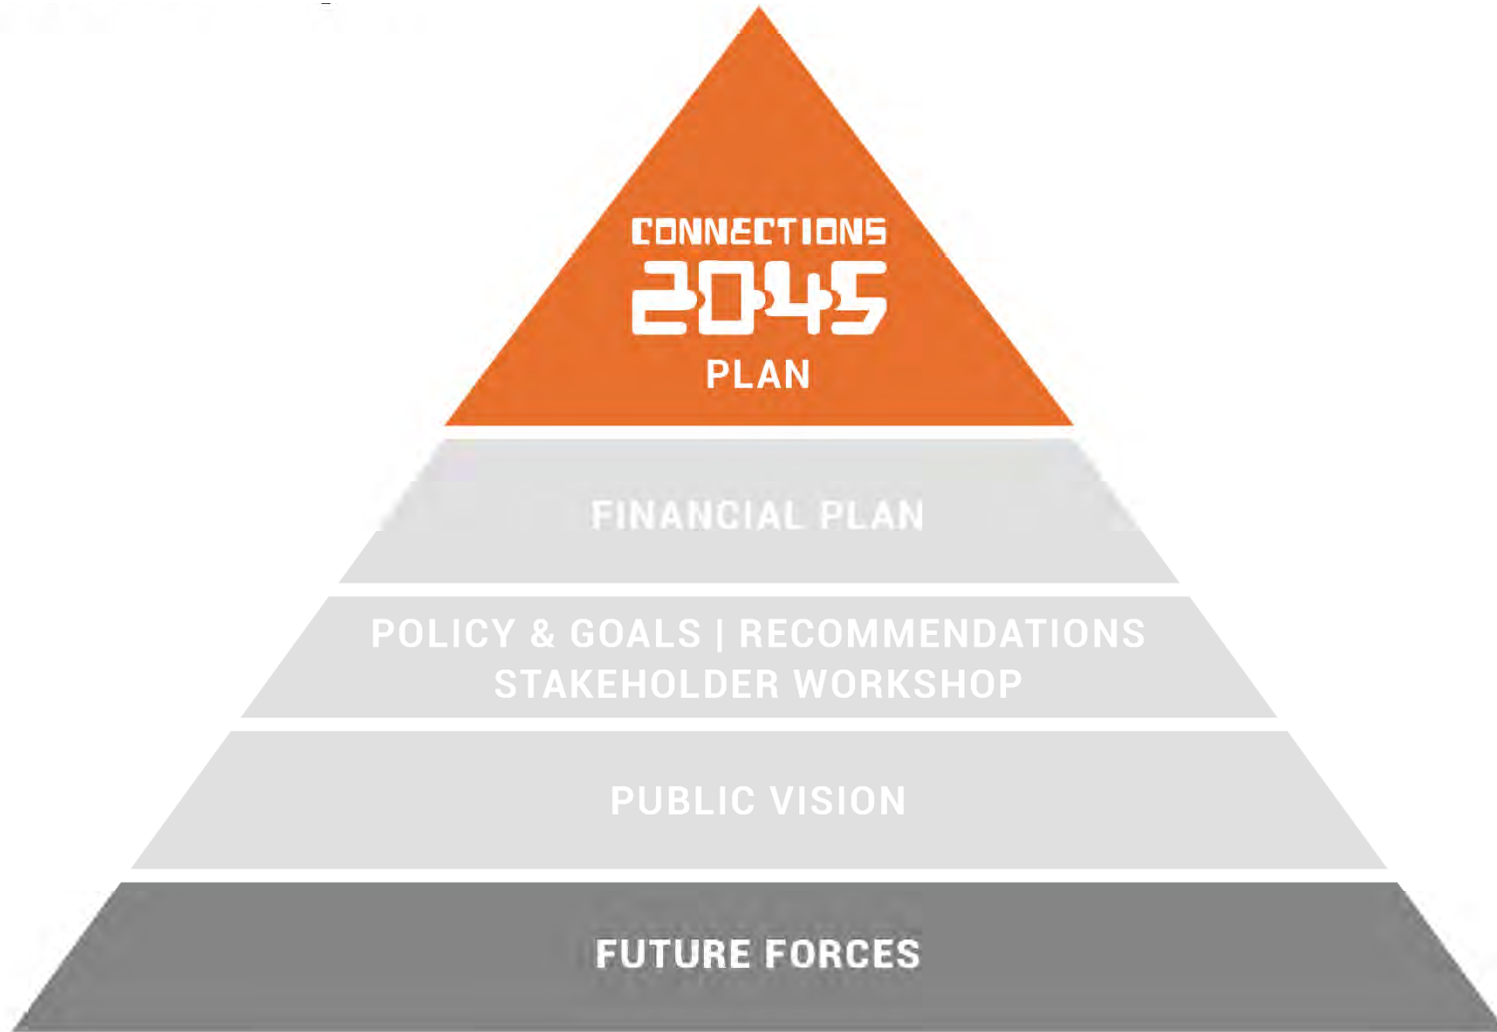 CONNECTIONS
2045
PLAN
FINANCIAL PLAN
POLICY & GOALS | RECOMMENDATIONS
STAKEHOLDER WORKSHOP
PUBLIC VISION
FUTURE FORCES